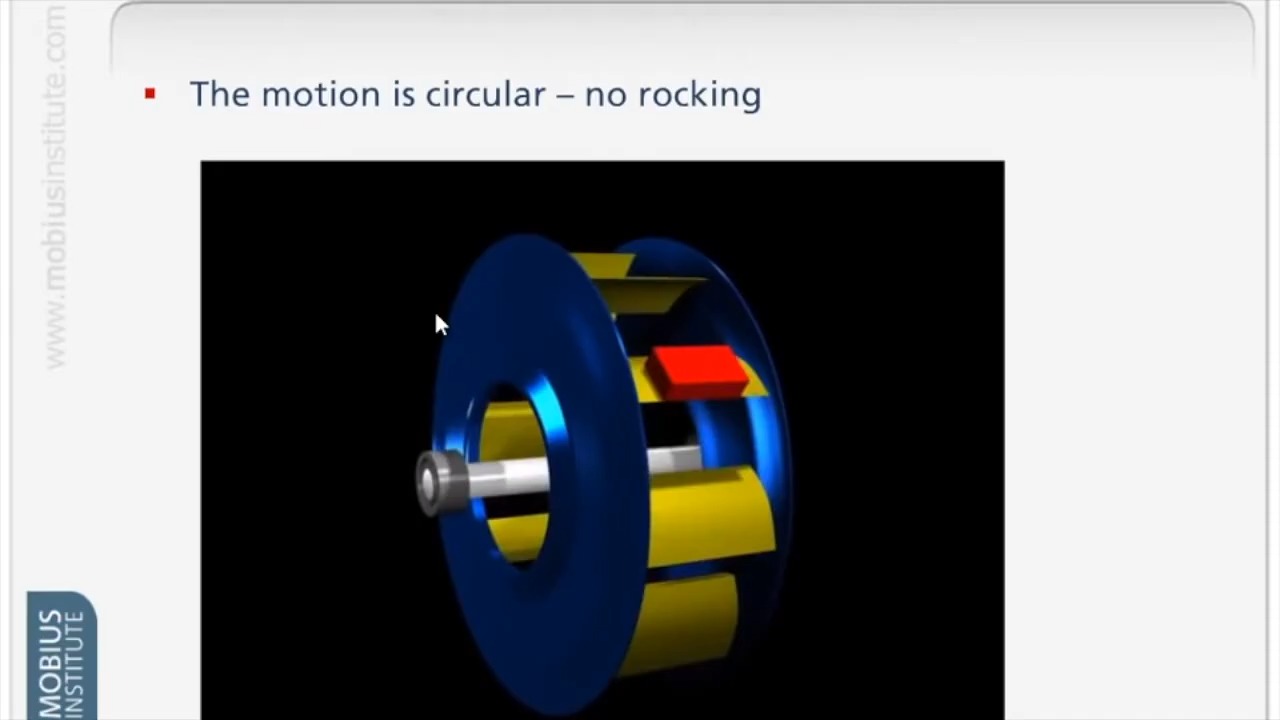 www.mobiusinstitute.com
The motion is circular – no rocking
MOBIUS
INSTITUTE